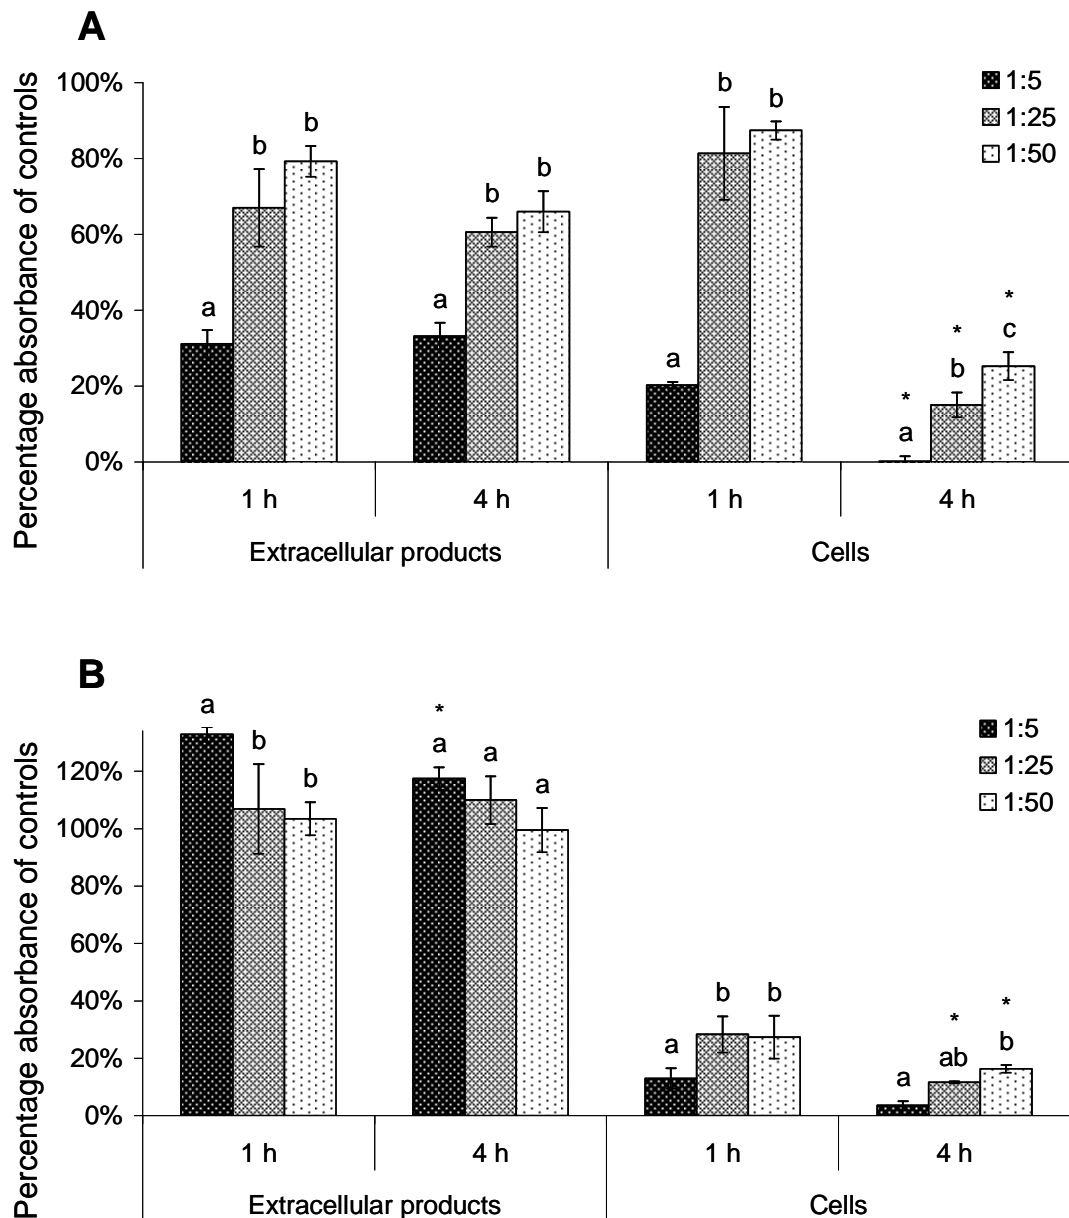 A
Percentage absorbance of controls
100%
80%
60%
40%
20%
0%
1:5
1:25
1:50
a b b
a b b
a b b
* * *
a b c
1 h 4 h 1 h 4 h
Extracellular products Cells
B
Percentage absorbance of controls
120%
100%
80%
60%
40%
20%
0%
1:5
1:25
1:50
a b b
*
a a a
a b b
* *
a ab b
1 h 4 h 1 h 4 h
Extracellular products Cells